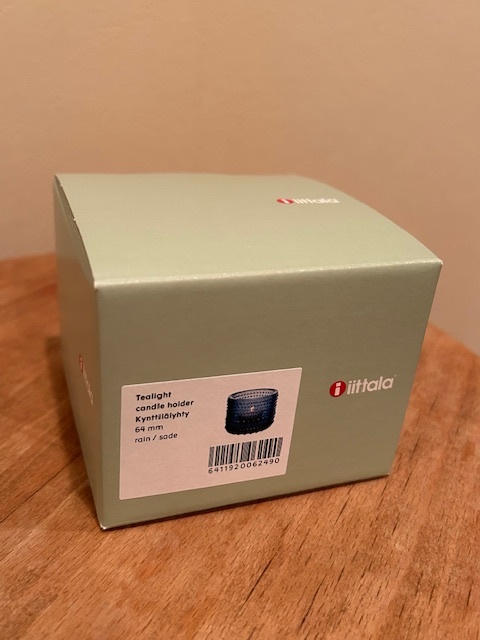 iittala
iittala
Tealight
candle holder
Kynttilälyhty
64 mm
rain / sade
6411920062490